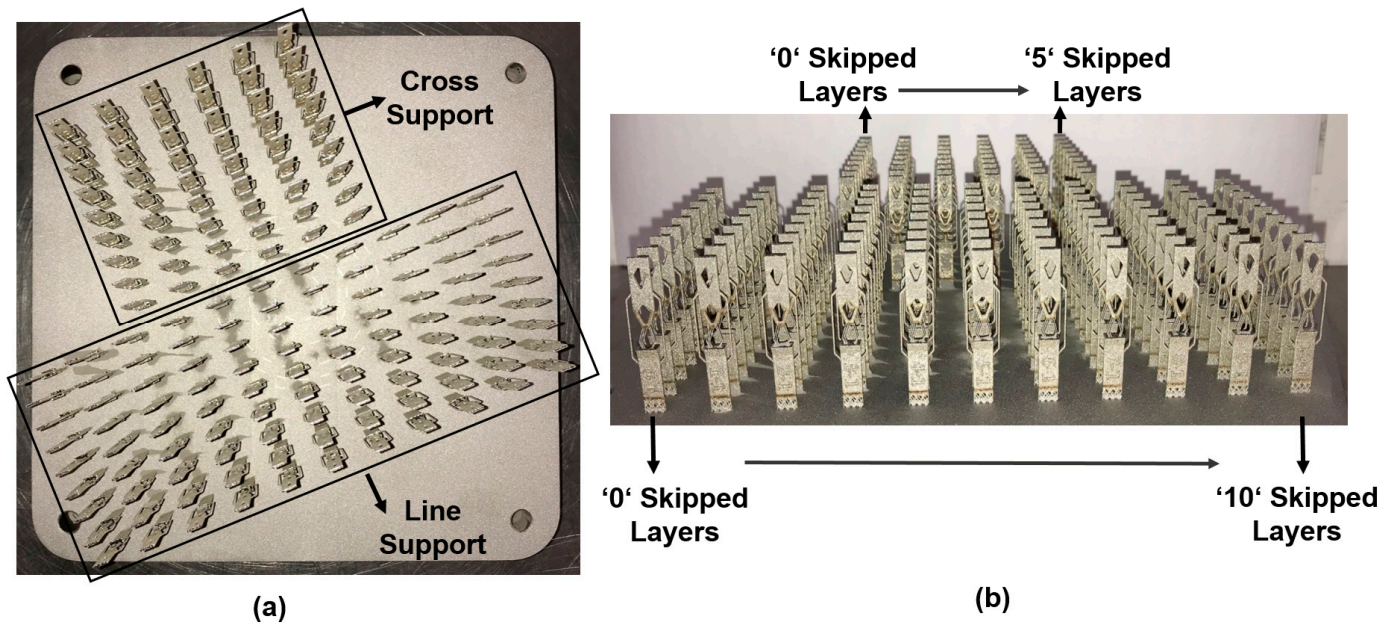 Cross
Support
Line
Support
(a)
‘0‘ Skipped
Layers
‘5‘ Skipped
Layers
‘0‘ Skipped
Layers
‘10‘ Skipped
Layers
(b)